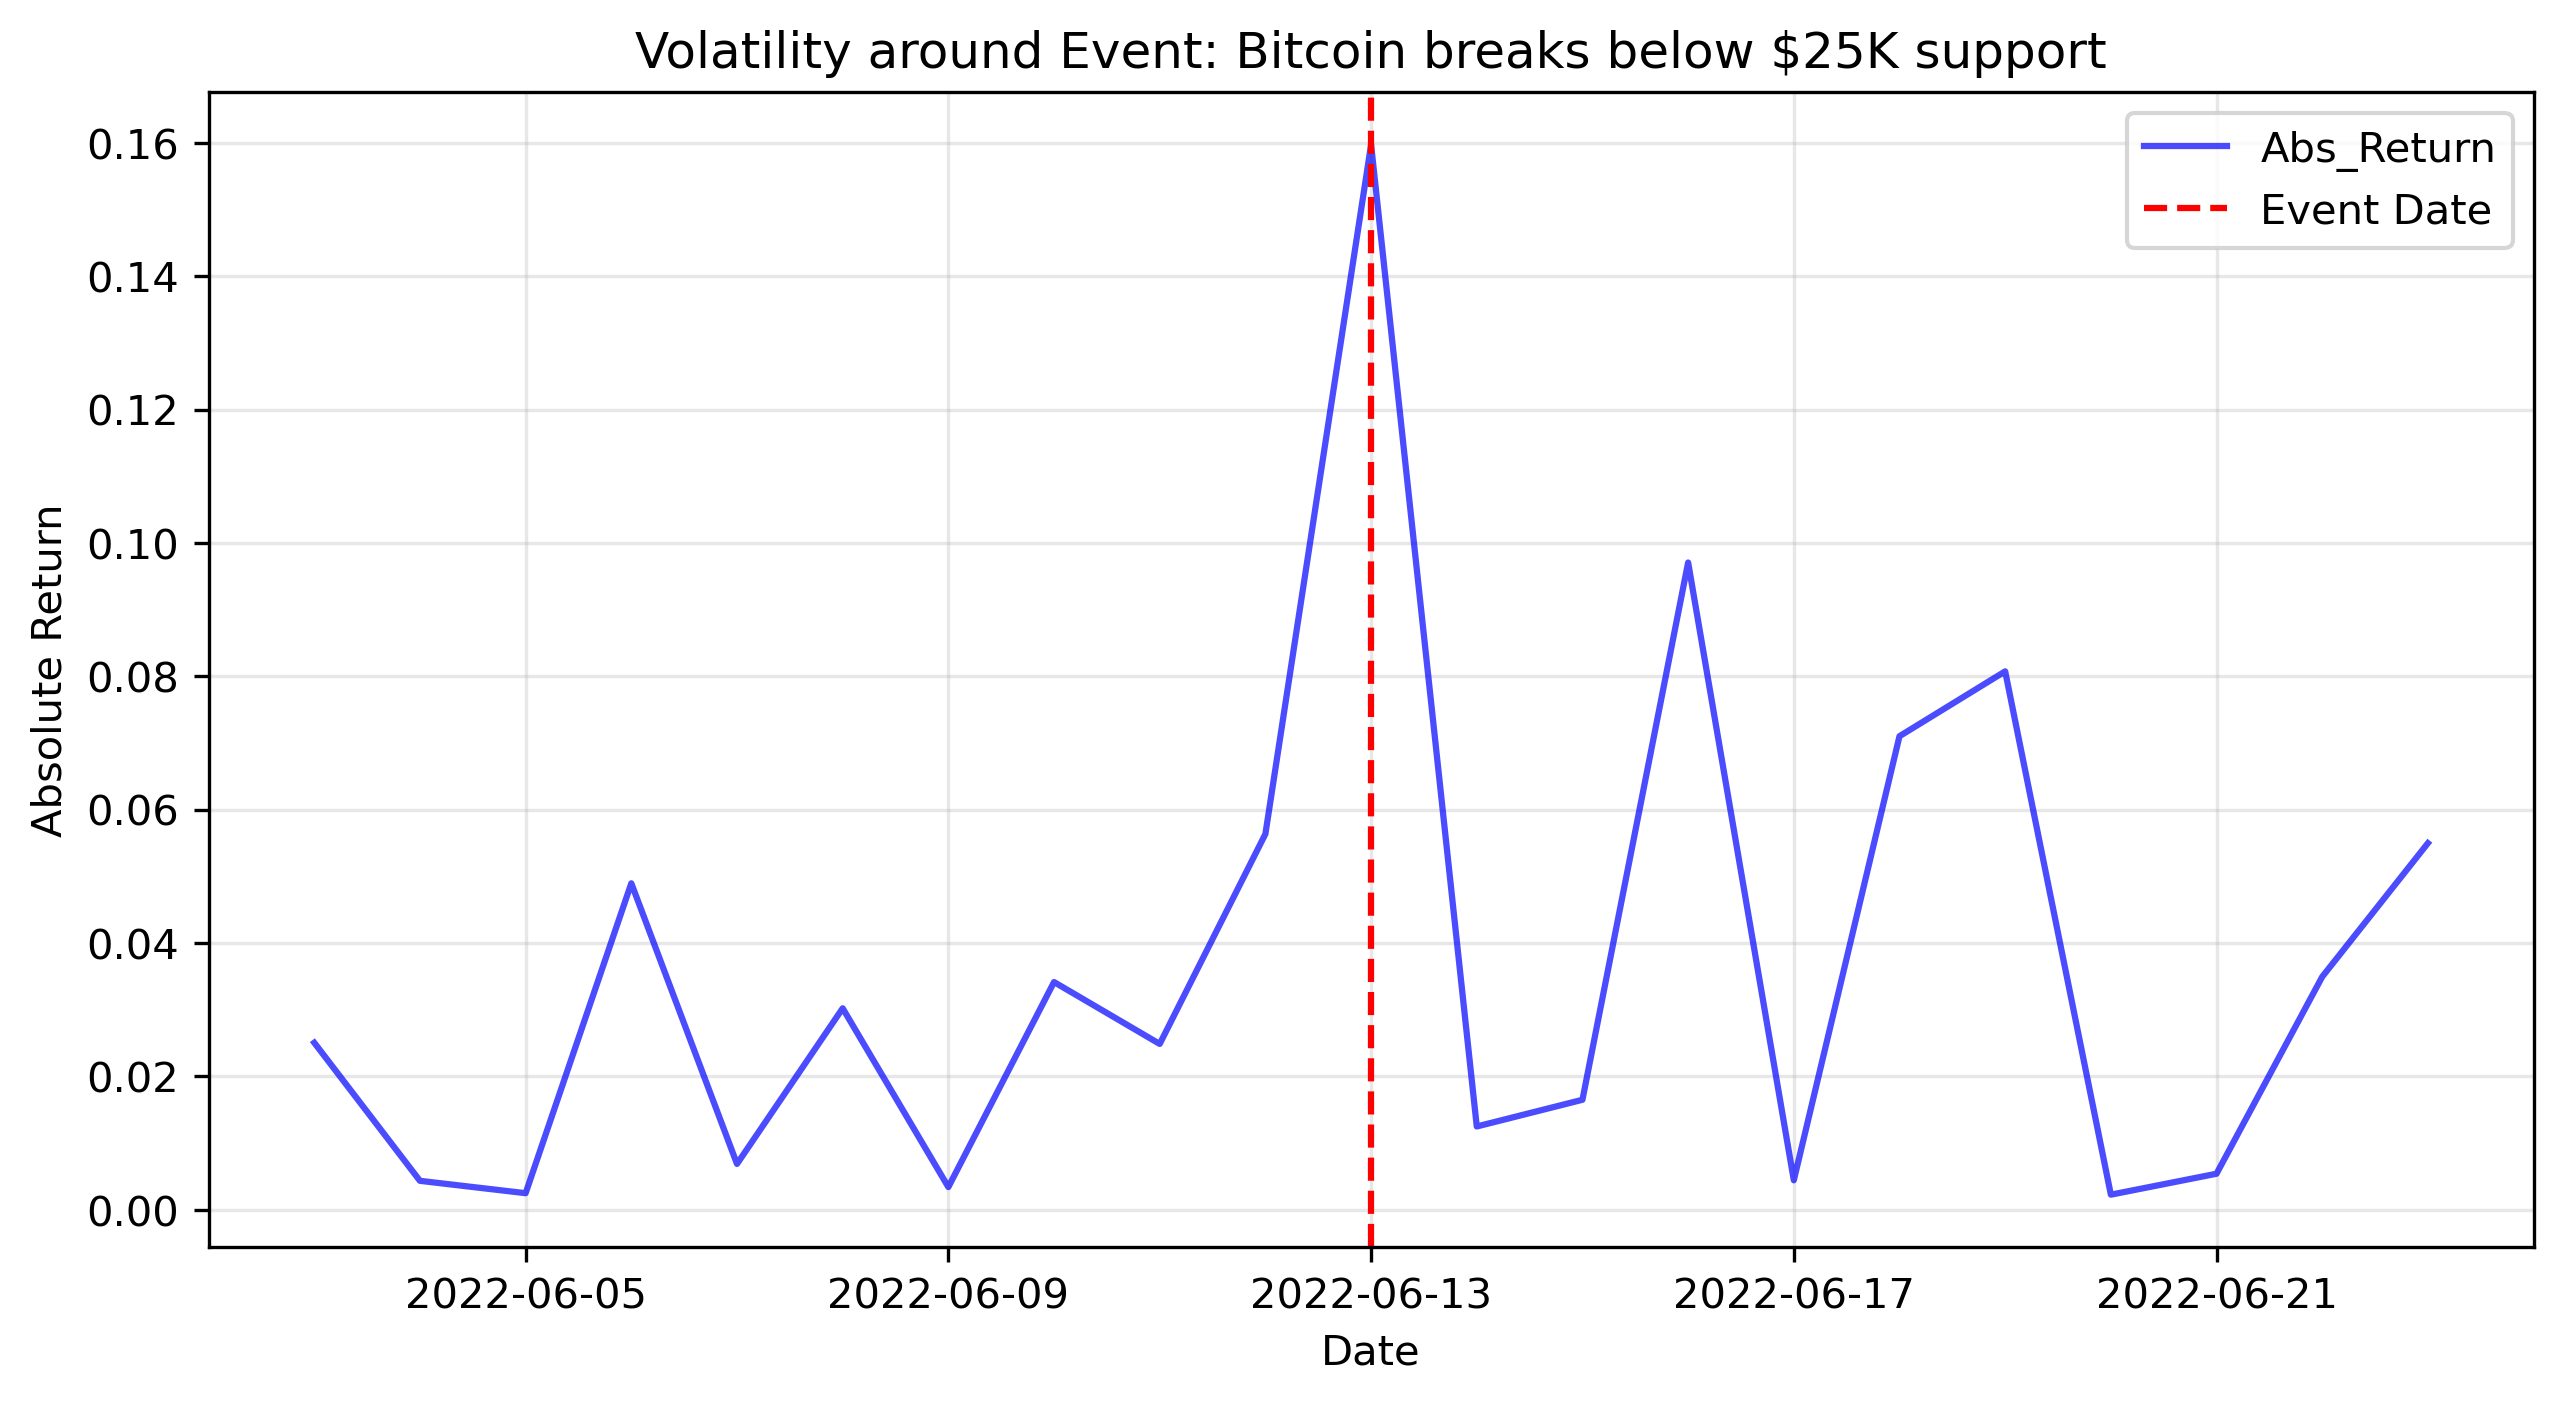 Volatility around Event: Bitcoin breaks below $25K support
Abs_Return
Event Date
0.16
0.14
0.12
0.10
0.08
0.06
0.04
0.02
0.00
Absolute Return
2022-06-05
2022-06-09
2022-06-13
2022-06-17
2022-06-21
Date